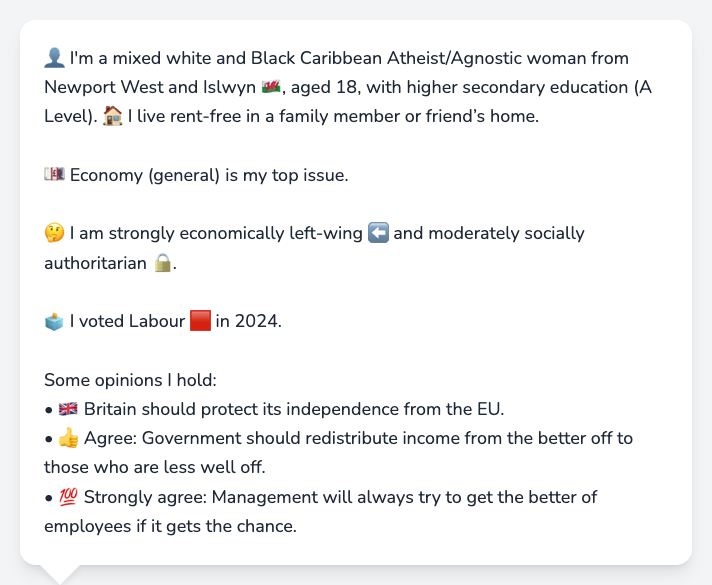 👤 I'm a mixed white and Black Caribbean Atheist/Agnostic woman from
Newport West and Islwyn 🏴󠁧󠁢󠁷󠁬󠁳󠁿, aged 18, with higher secondary education (A
Level). 🏠 I live rent-free in a family member or friend’s home.
💷 Economy (general) is my top issue.
🤔 I am strongly economically left-wing ⬅️ and moderately socially
authoritarian 🔒.
🗳️ I voted Labour 🟥 in 2024.
Some opinions I hold:
• 🇬🇧 Britain should protect its independence from the EU.
• 👍 Agree: Government should redistribute income from the better off to
those who are less well off.
• 💯 Strongly agree: Management will always try to get the better of
employees if it gets the chance.